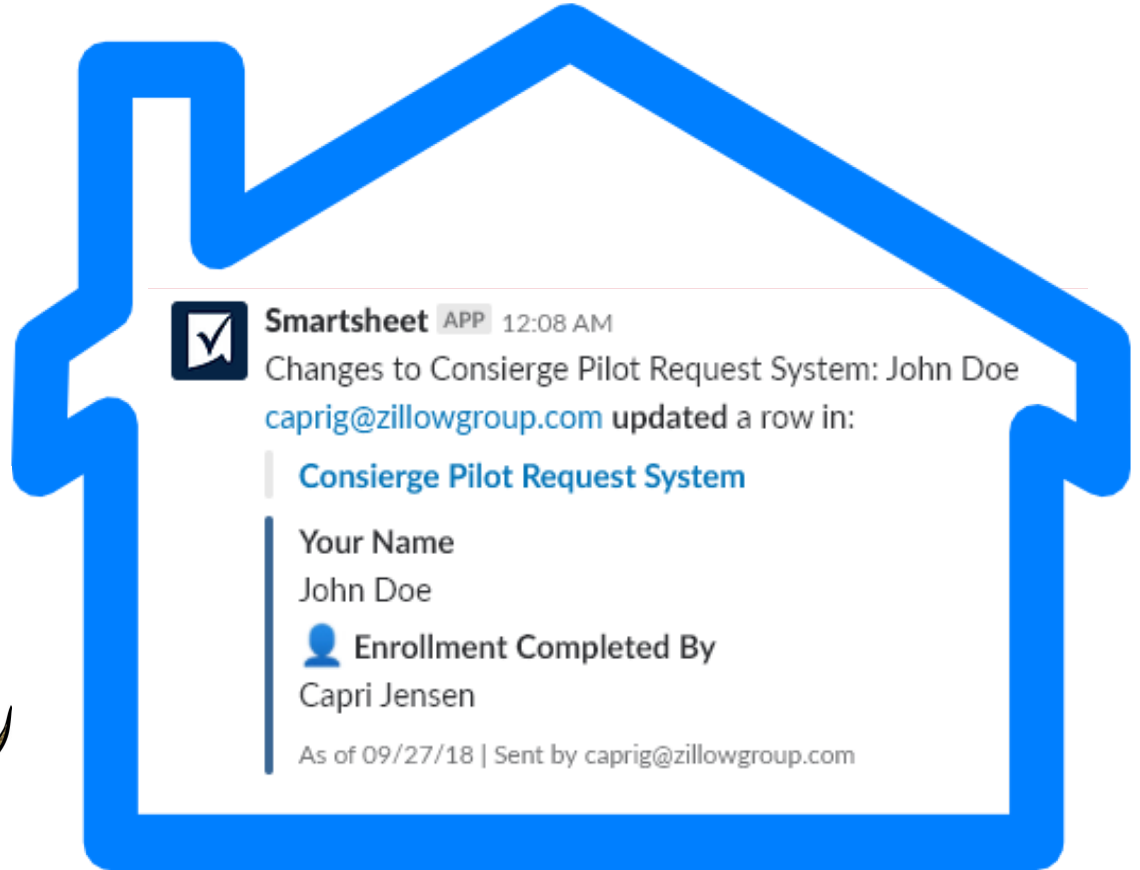 Smartsheet APP 12:08 AM
Changes to Consierge Pilot Request System: John Doe
caprig@zillowgroup.com updated a row in:
Consierge Pilot Request System
Your Name
John Doe
👤 Enrollment Completed By
Capri Jensen
As of 09/27/18 | Sent by caprig@zillowgroup.com